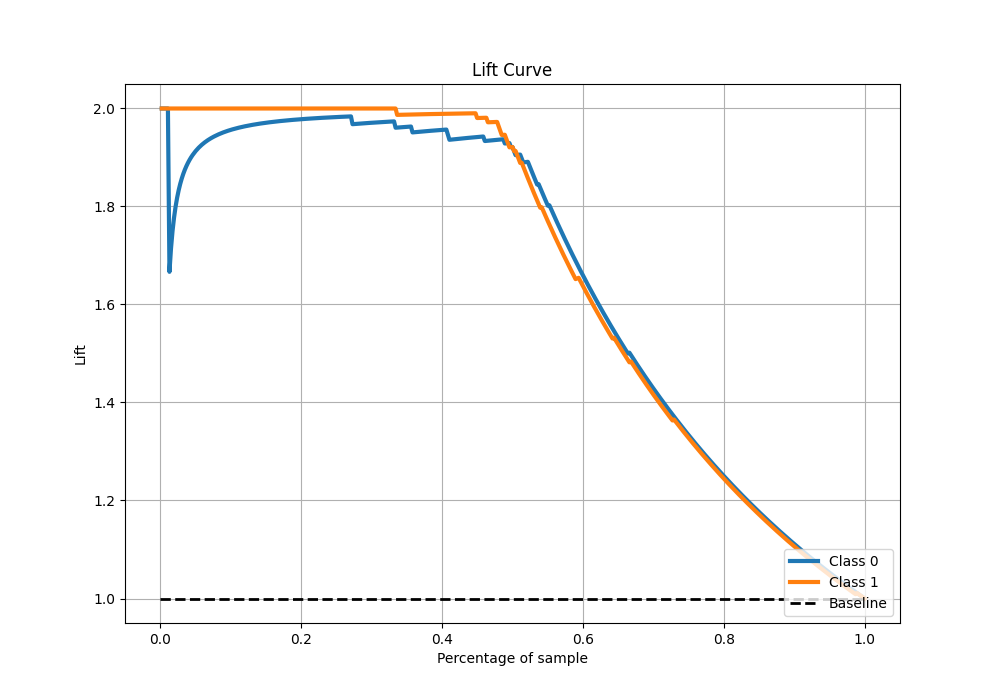 Lift Curve
2.0
1.8
1.6
1.4
1.2
1.0
Lift
0.0 0.2 0.4 0.6 0.8 1.0
Percentage of sample
Class 0
Class 1
Baseline